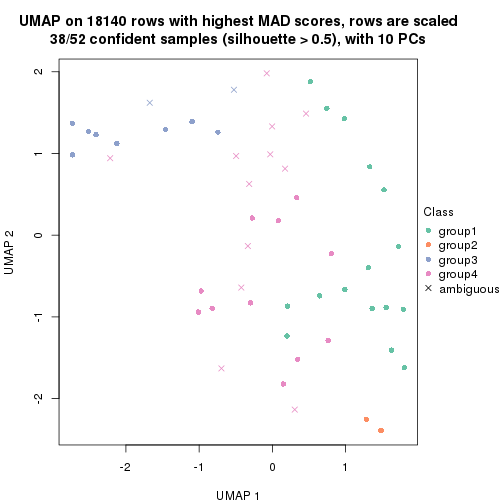 UMAP on 18140 rows with highest MAD scores, rows are scaled
38/52 confident samples (silhouette > 0.5), with 10 PCs
2
1
0
-1
-2
UMAP 2
-2
-1
0
1
UMAP 1
Class
group1
group2
group3
group4
ambiguous